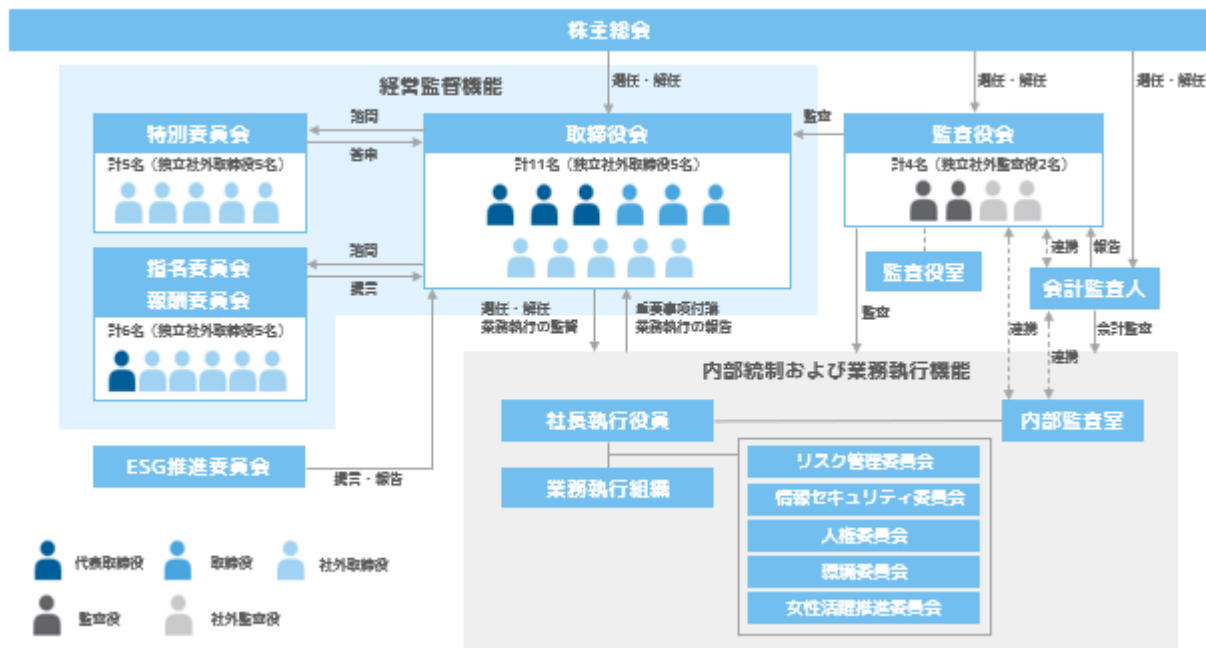 株主総会
経営監督機能
選任・解任
選任・解任
選任・解任
特別委員会
計5名（独立社外取締役5名）
諮問
答申
取締役会
計11名（独立社外取締役5名）
監査
監査役会
計4名（独立社外監査役2名）
指名委員会
報酬委員会
計6名（独立社外取締役5名）
諮問
提言
監査役室
連携
報告
会計監査人
選任・解任
業務執行の監督
重要事項付議
業務執行の報告
監査
連携
連携
会計監査
内部統制および業務執行機能
社長執行役員
内部監査室
ESG推進委員会
提言・報告
業務執行組織
リスク管理委員会
情報セキュリティ委員会
人権委員会
環境委員会
女性活躍推進委員会
代表取締役
取締役
社外取締役
監査役
社外監査役